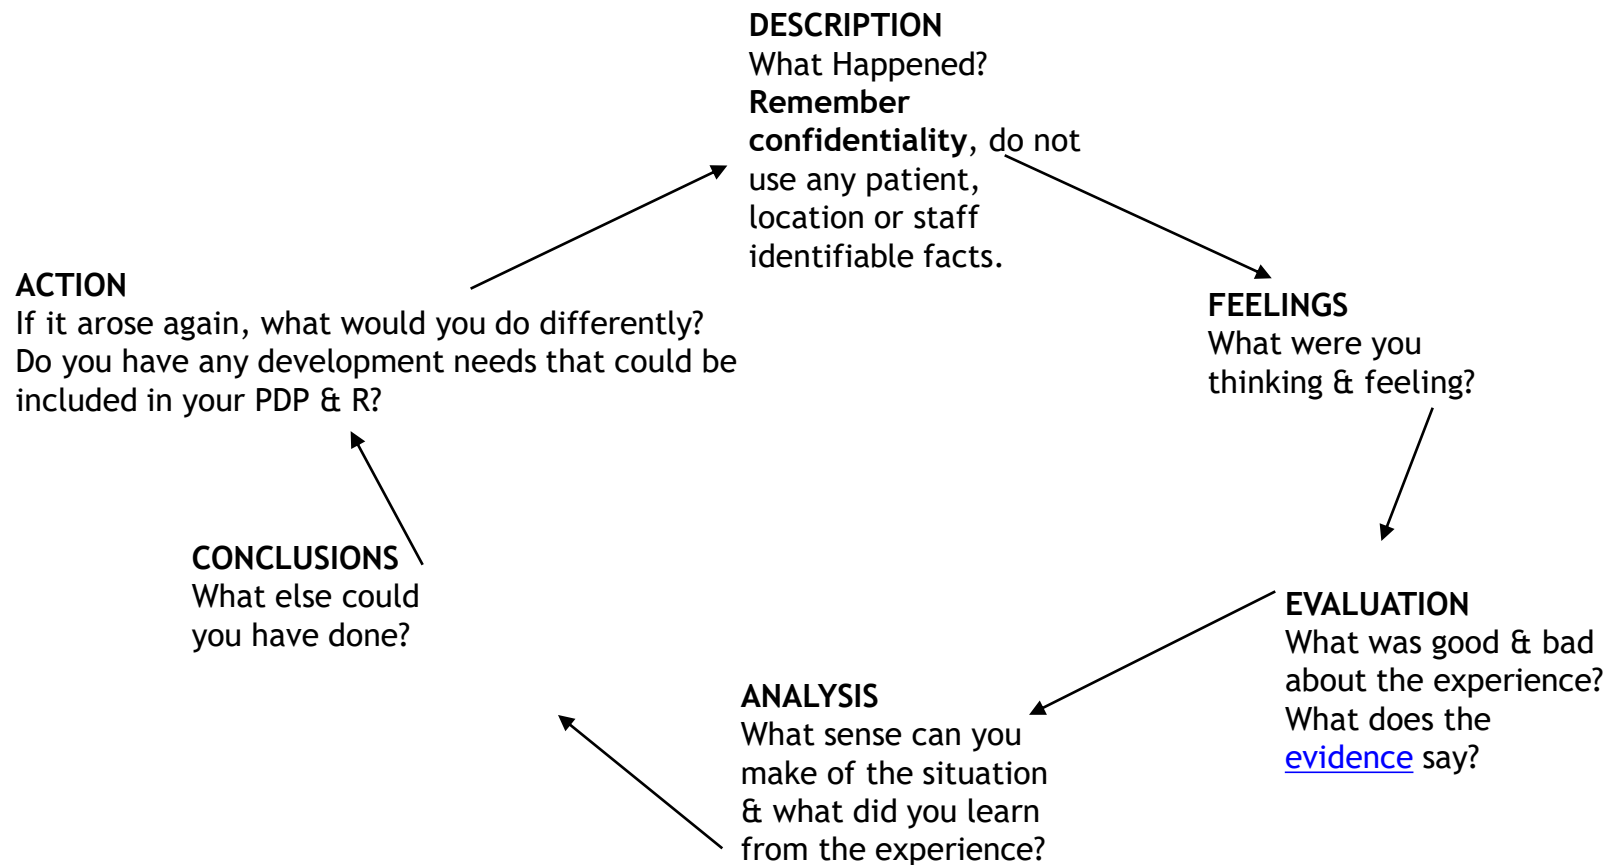 DESCRIPTION
What Happened?
Remember
confidentiality, do not
use any patient,
location or staff
identifiable facts.
FEELINGS
What were you
thinking & feeling?
EVALUATION
What was good & bad
about the experience?
What does the
evidence say?
ANALYSIS
What sense can you
make of the situation
& what did you learn
from the experience?
CONCLUSIONS
What else could
you have done?
ACTION
If it arose again, what would you do differently?
Do you have any development needs that could be
included in your PDP & R?